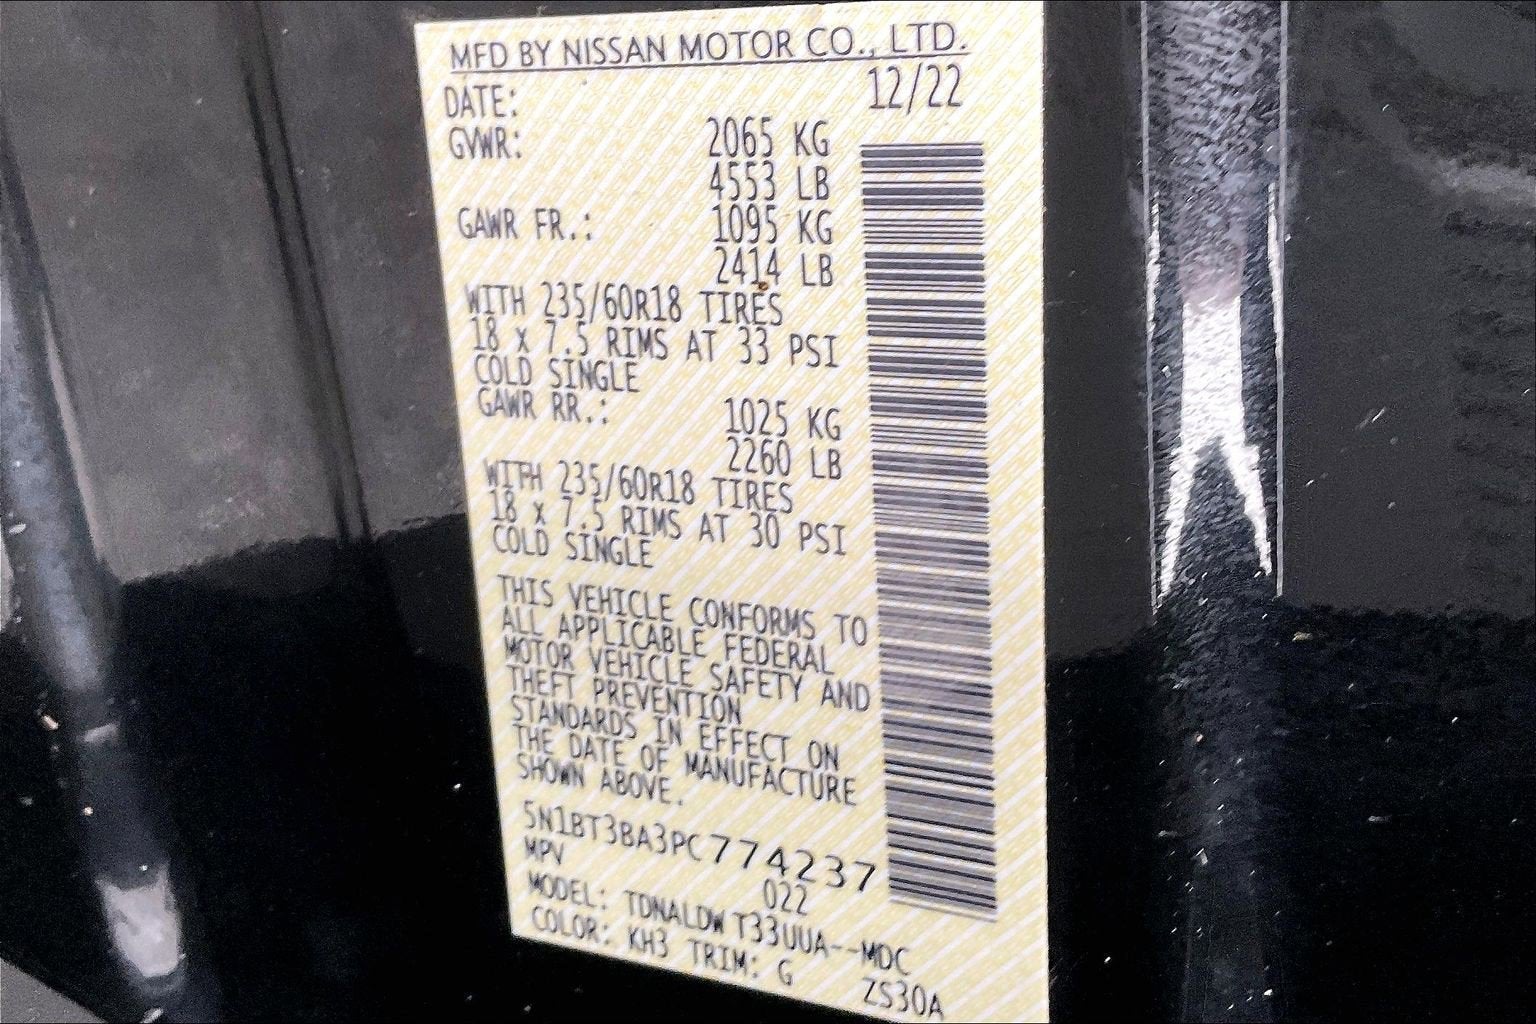 MFD BY NISSAN MOTOR CO., LTD.
DATE: 12/22
GVWR: 2065 KG
4553 LB
GAWR FR.: 1095 KG
2414 LB
WITH 235/60R18 TIRES
18 x 7.5 RIMS AT 33 PSI
COLD SINGLE
GAWR RR.: 1025 KG
2260 LB
WITH 235/60R18 TIRES
18 x 7.5 RIMS AT 30 PSI
COLD SINGLE
THIS VEHICLE CONFORMS TO
ALL APPLICABLE FEDERAL
MOTOR VEHICLE SAFETY AND
THEFT PREVENTION
STANDARDS IN EFFECT ON
THE DATE OF MANUFACTURE
SHOWN ABOVE.
5N1BT3BA3PC774237
MPV 022
MODEL: TDNALDW T33UUA--MDC
COLOR: KH3 TRIM: G ZS30A